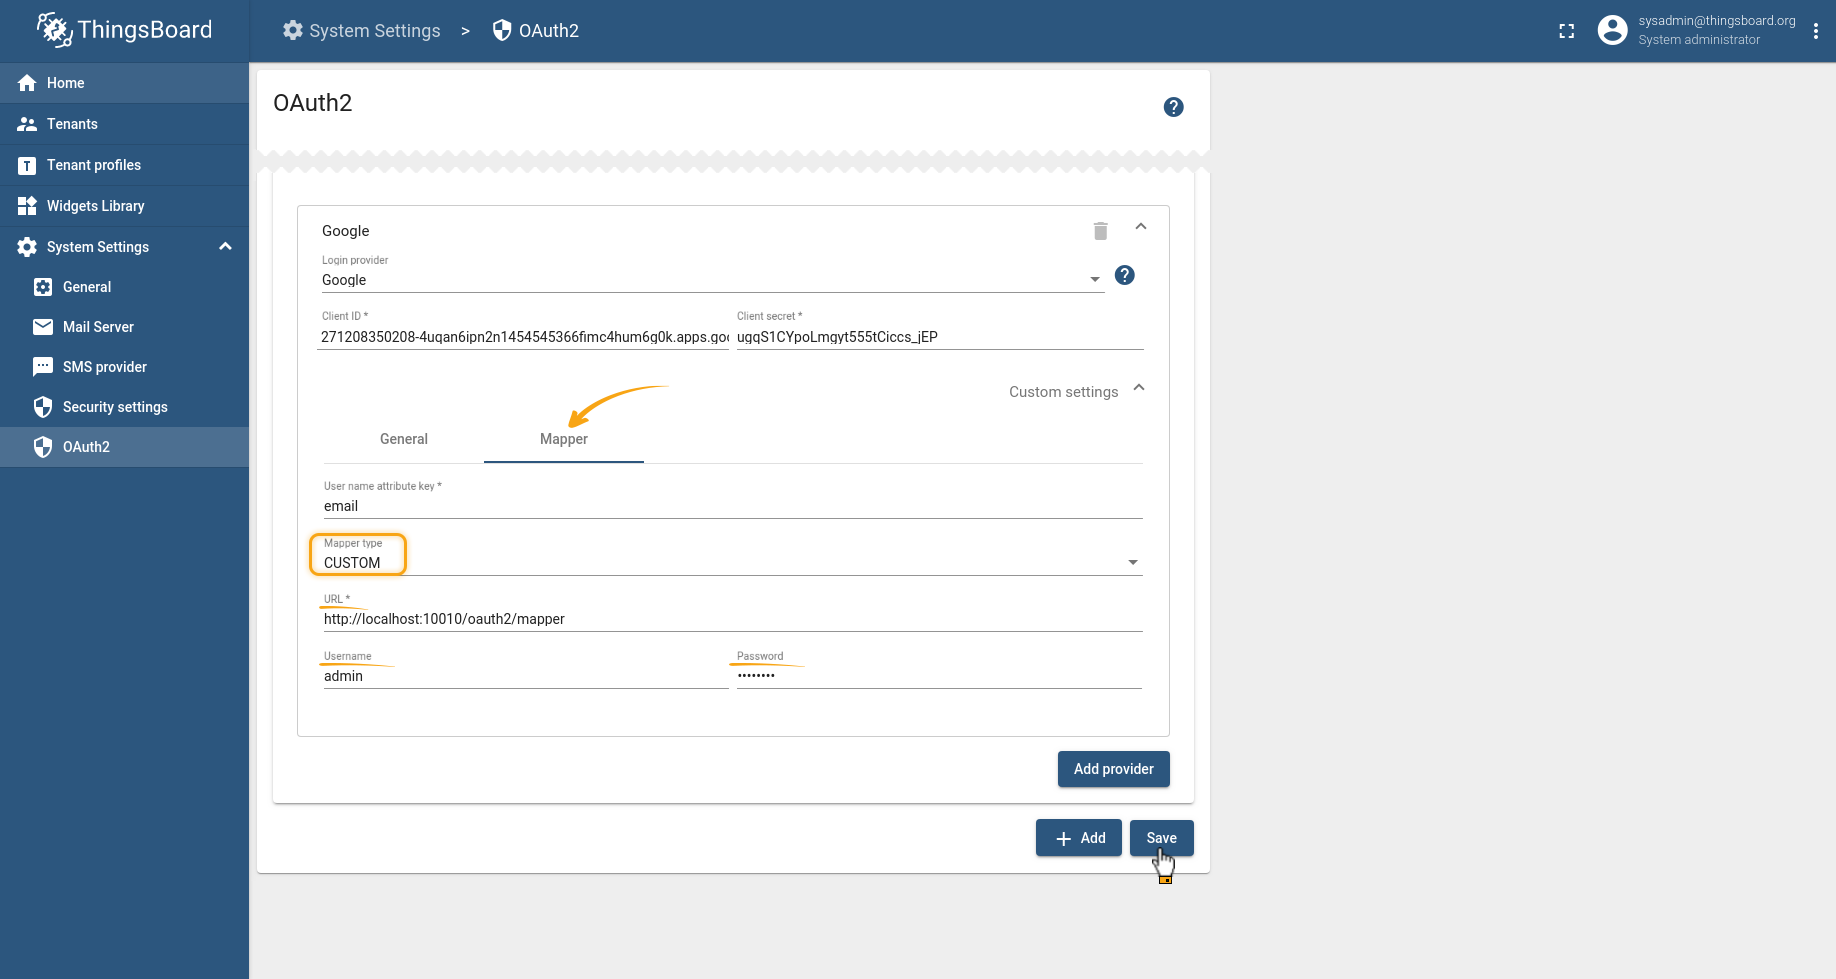 ThingsBoard
System Settings > OAuth2
sysadmin@thingsboard.org
System administrator
Home
Tenants
Tenant profiles
Widgets Library
System Settings
General
Mail Server
SMS provider
Security settings
OAuth2
OAuth2
Google
Login provider
Google
Client ID *
271208350208-4uqan6ipn2n1454545366fimc4hum6g0k.apps.goo
Client secret *
ugqS1CYpoLmgyt555tCiccs_jEP
Custom settings
General Mapper
User name attribute key *
email
Mapper type
CUSTOM
URL *
http://localhost:10010/oauth2/mapper
Username
admin
Password
••••••••
Add provider
Add
Save